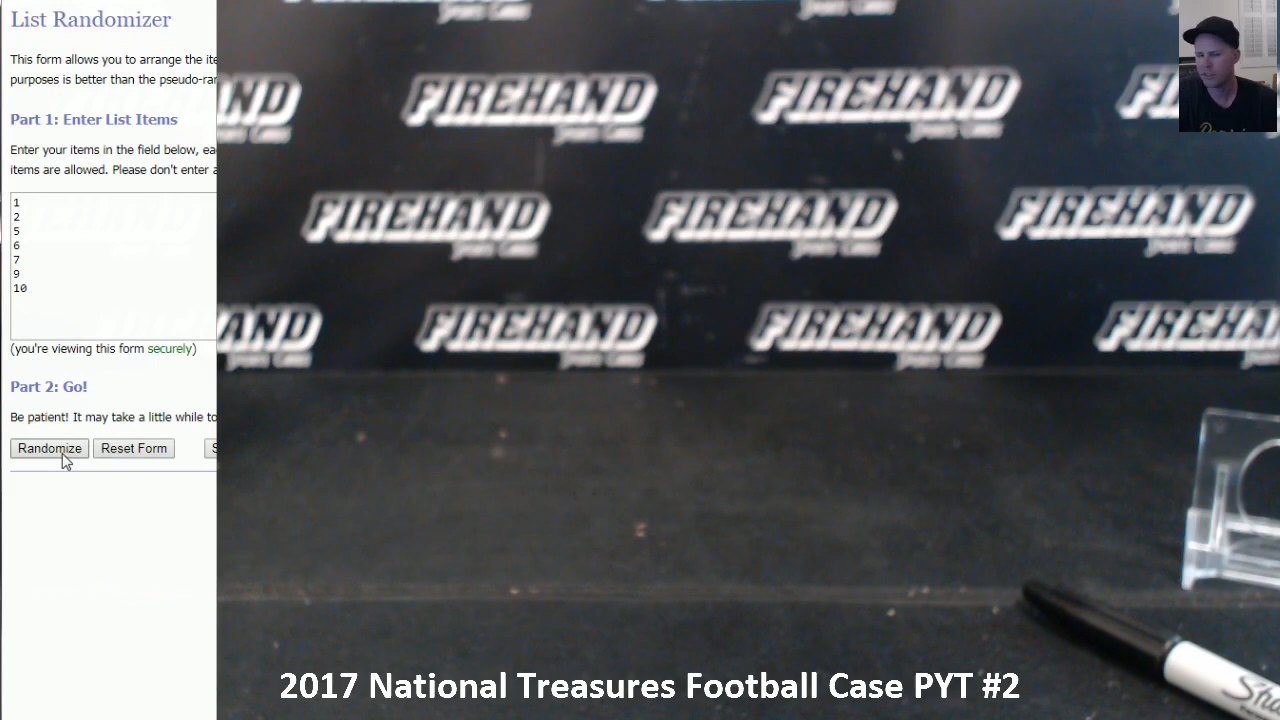 List Randomizer
This form allows you to arrange the ite
purposes is better than the pseudo-rar
Part 1: Enter List Items
Enter your items in the field below, ea
items are allowed. Please don't enter a
1
2
5
6
7
9
10
(you're viewing this form securely)
Part 2: Go!
Be patient! It may take a little while to
Randomize Reset Form S
FIREHAND
FIREHAND
FIREHAND
FIREHAND
FIREHAND
FIREHAND
FIREHAND
2017 National Treasures Football Case PYT #2